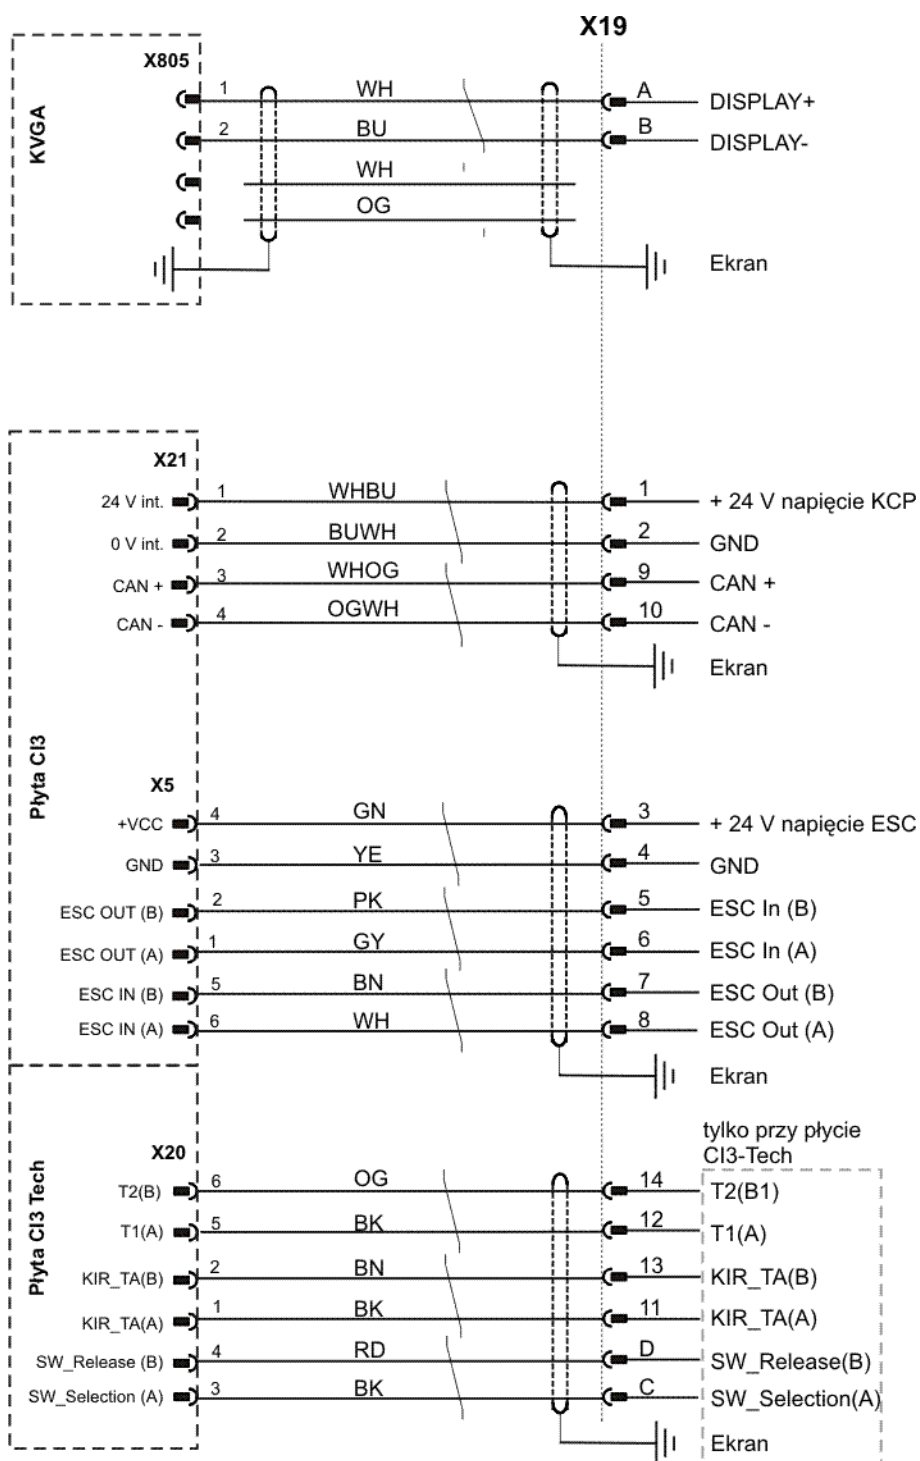 X19
X805
KVGA
1 WH A DISPLAY+
2 BU B DISPLAY-
WH
OG
Ekran
X21
Płyta CI3
24 V int. 1 WHBU 1 + 24 V napięcie KCP
0 V int. 2 BUWH 2 GND
CAN + 3 WHOG 9 CAN +
CAN - 4 OGWH 10 CAN -
Ekran
X5
+VCC 4 GN 3 + 24 V napięcie ESC
GND 3 YE 4 GND
ESC OUT (B) 2 PK 5 ESC In (B)
ESC OUT (A) 1 GY 6 ESC In (A)
ESC IN (B) 5 BN 7 ESC Out (B)
ESC IN (A) 6 WH 8 ESC Out (A)
Ekran
tylko przy płycie
CI3-Tech
X20
Płyta CI3 Tech
T2(B) 6 OG 14 T2(B1)
T1(A) 5 BK 12 T1(A)
KIR_TA(B) 2 BN 13 KIR_TA(B)
KIR_TA(A) 1 BK 11 KIR_TA(A)
SW_Release (B) 4 RD D SW_Release(B)
SW_Selection (A) 3 BK C SW_Selection(A)
Ekran